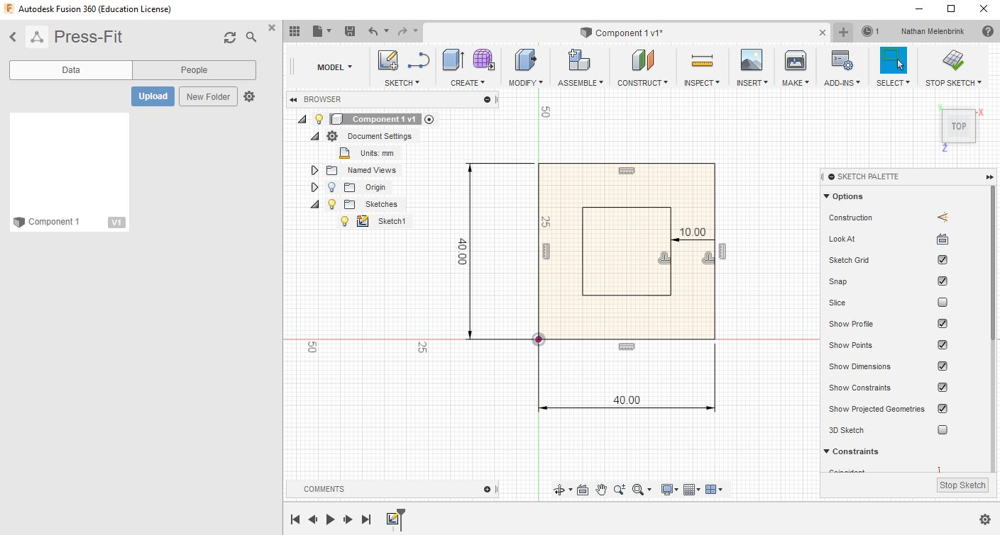 Autodesk Fusion 360 (Education License)
Press-Fit
Data
People
Upload
New Folder
Component 1
V1
Component 1 v1*
1
Nathan Melenbrink
MODEL
SKETCH
CREATE
MODIFY
ASSEMBLE
CONSTRUCT
INSPECT
INSERT
MAKE
ADD-INS
SELECT
STOP SKETCH
BROWSER
Component 1 v1
Document Settings
Units: mm
Named Views
Origin
Sketches
Sketch1
50
25
50
25
40.00
10.00
40.00
Y
X
TOP
Z
SKETCH PALETTE
Options
Construction
Look At
Sketch Grid
Snap
Slice
Show Profile
Show Points
Show Dimensions
Show Constraints
Show Projected Geometries
3D Sketch
Constraints
Coincident
Stop Sketch
COMMENTS